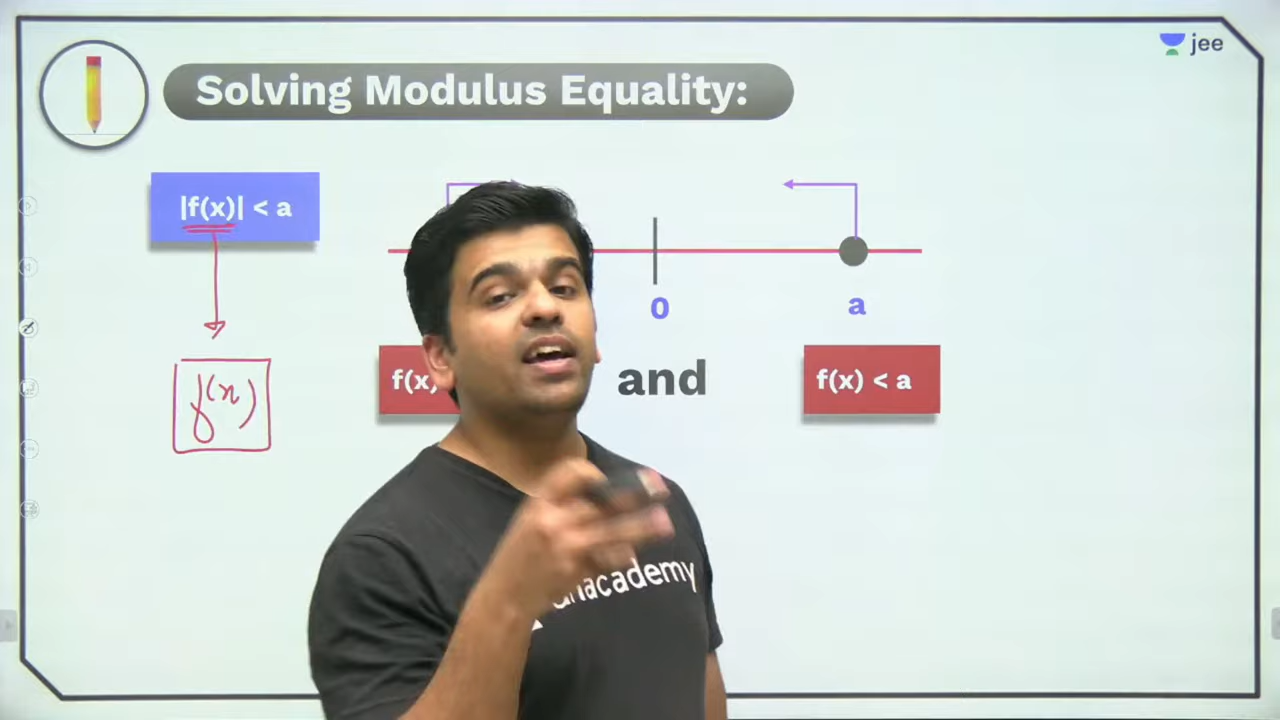 jee
Solving Modulus Equality:
|f(x)| < a
0
a
f(x)
f(x)
and
f(x) < a
unacademy